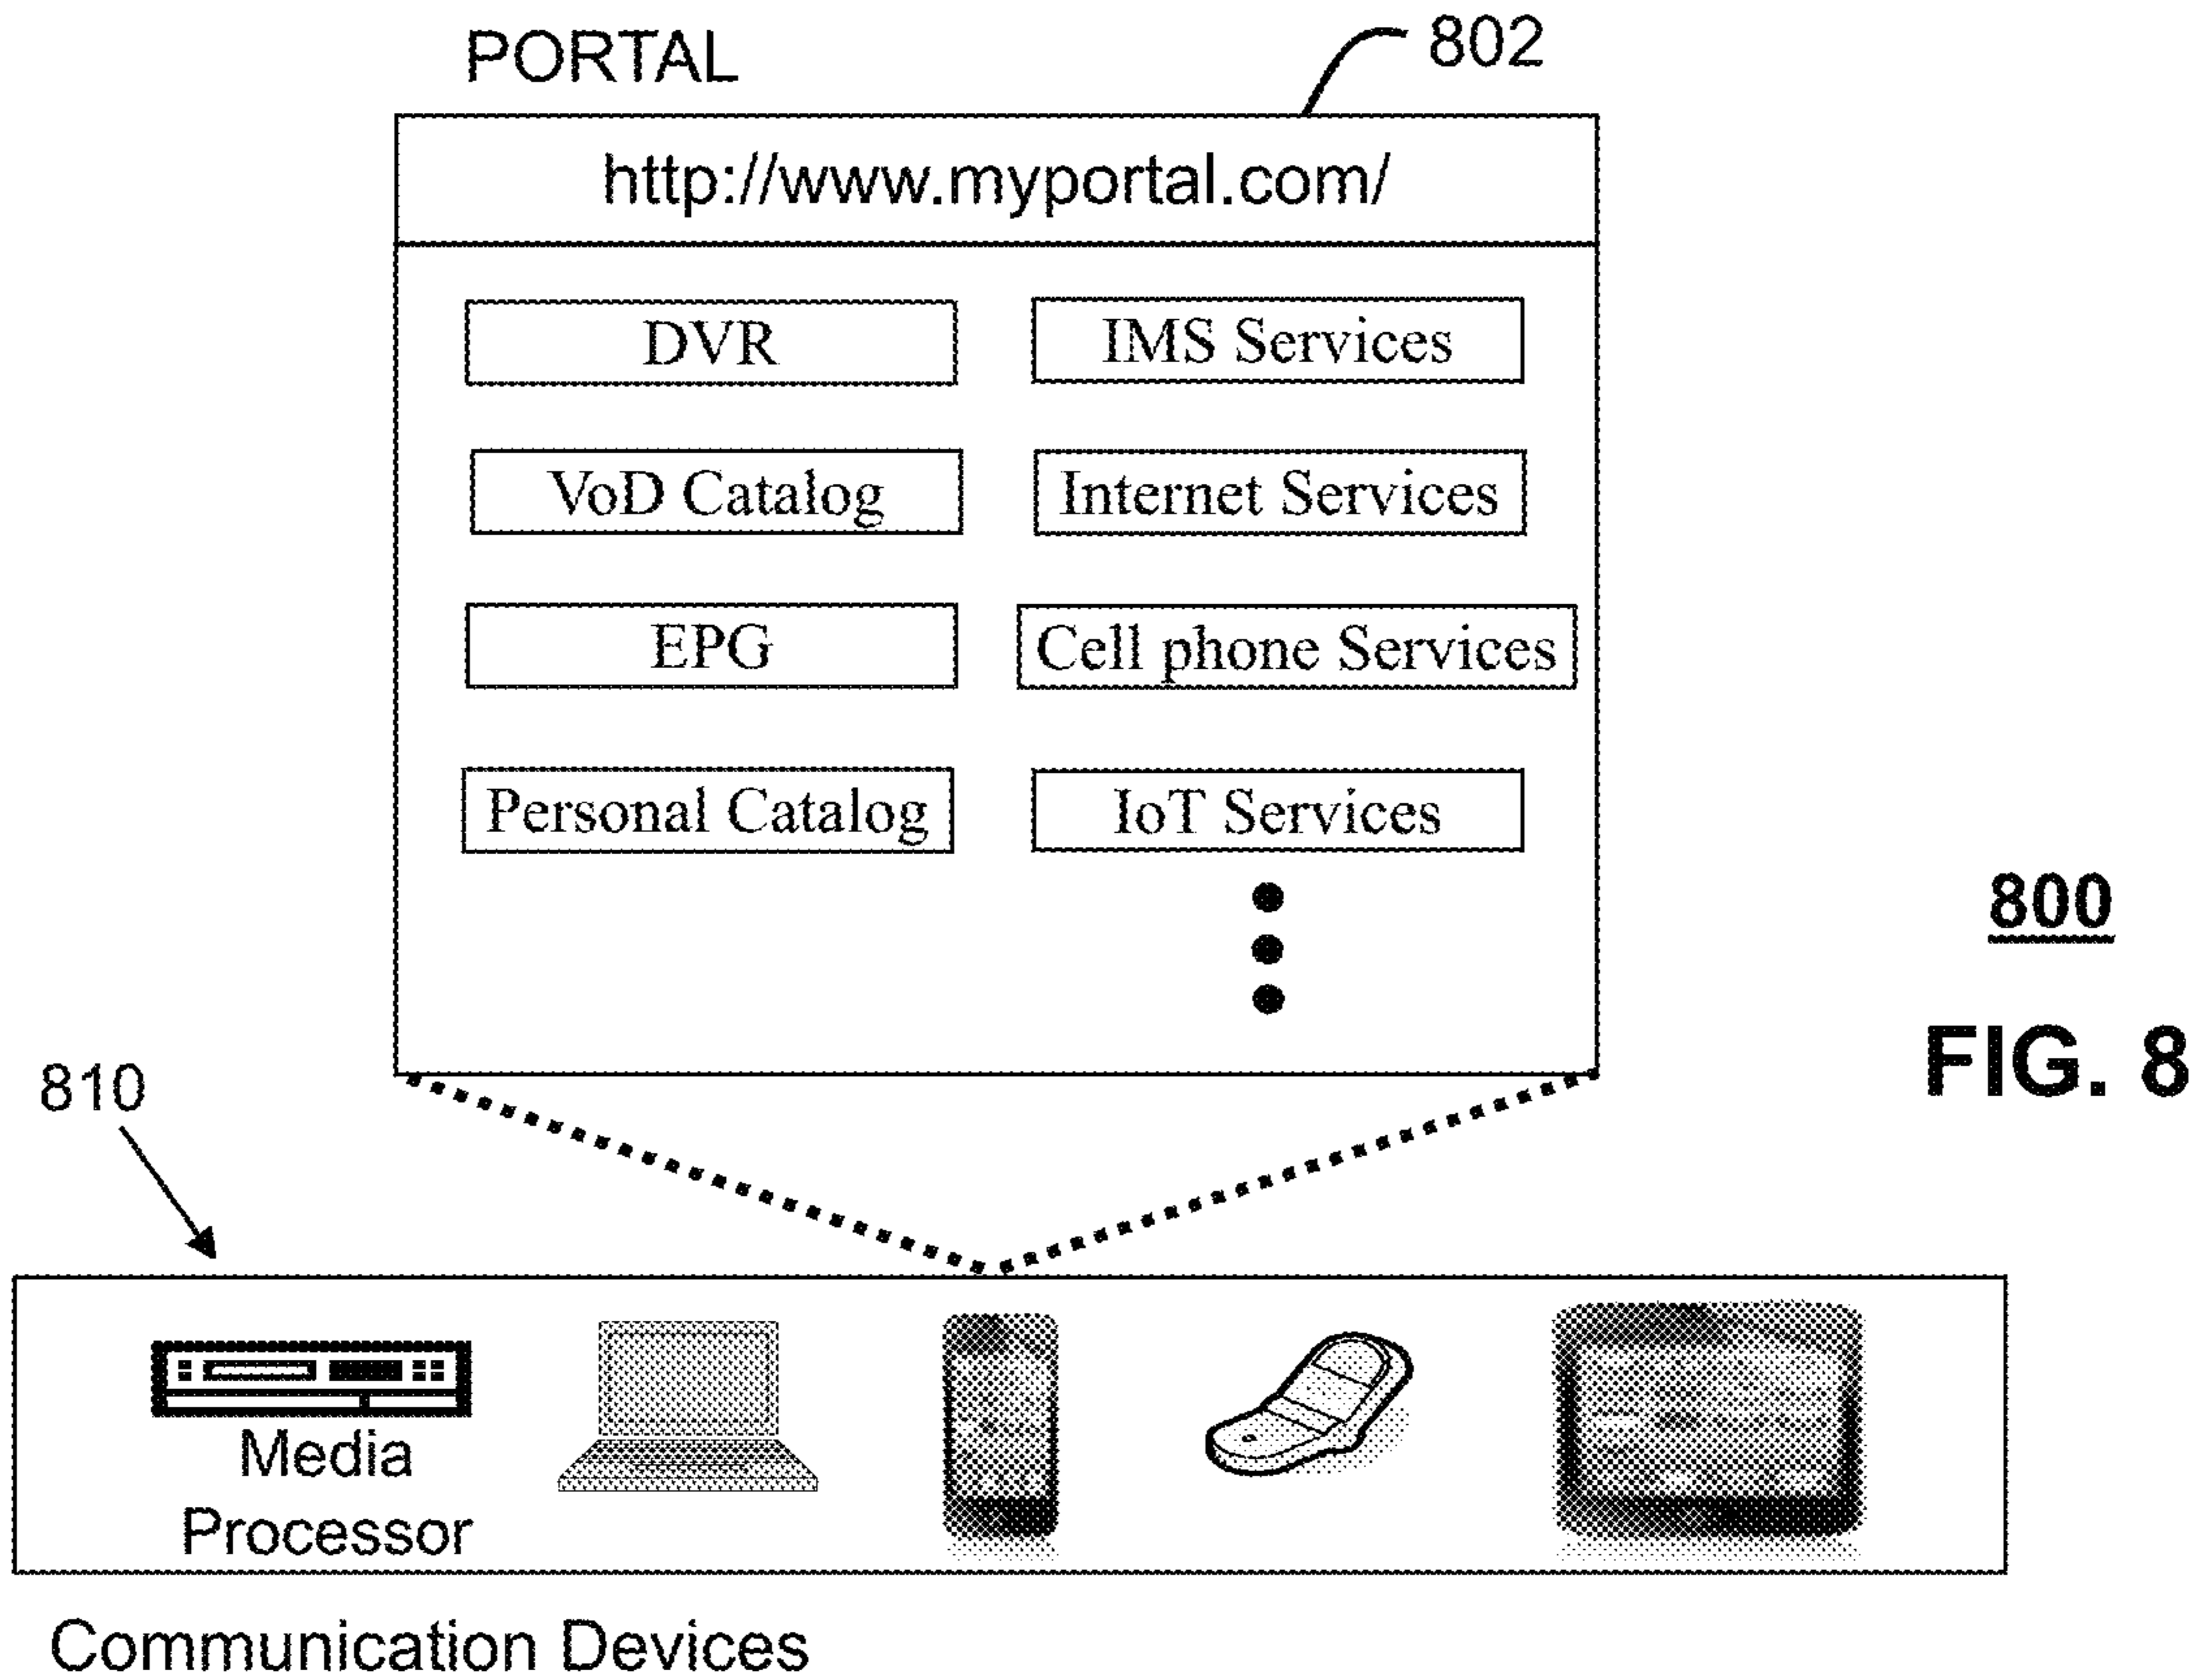 PORTAL
802
http://www.myportal.com/
DVR
IMS Services
VoD Catalog
Internet Services
EPG
Cell phone Services
Personal Catalog
IoT Services
800
FIG. 8
810
Media
Processor
Communication Devices